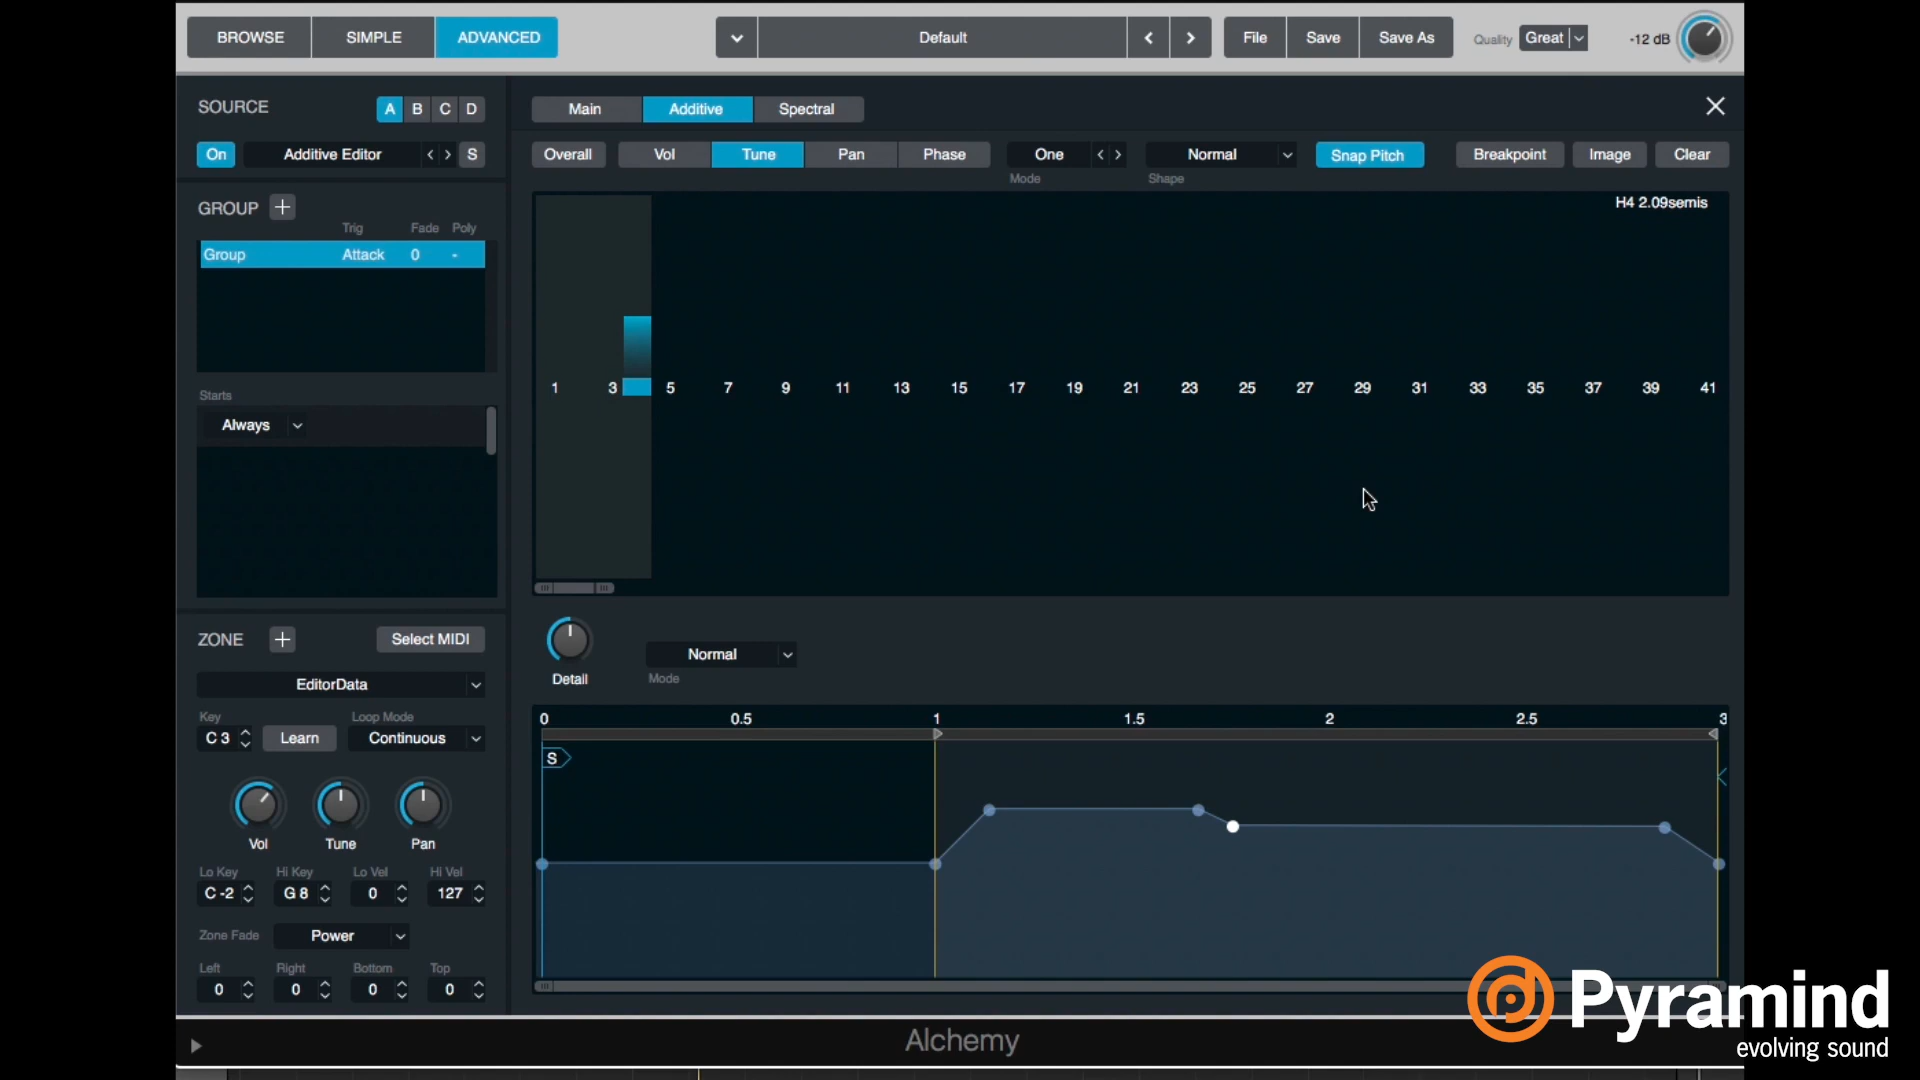 BROWSE SIMPLE ADVANCED Default File Save Save As Quality Great -12 dB
SOURCE A B C D
Main Additive Spectral
On Additive Editor S
Overall Vol Tune Pan Phase One Normal Snap Pitch Breakpoint Image Clear
Mode Shape
H4 2.09semis
GROUP
Trig Fade Poly
Group Attack 0 -
1 3 5 7 9 11 13 15 17 19 21 23 25 27 29 31 33 35 37 39 41
Starts
Always
ZONE Select MIDI
Normal
Detail Mode
EditorData
Key Loop Mode
C 3 Learn Continuous
0 0.5 1 1.5 2 2.5 3
S
Vol Tune Pan
Lo Key Hi Key Lo Vel Hi Vel
C -2 G 8 0 127
Zone Fade Power
Left Right Bottom Top
0 0 0 0
Alchemy
Pyramind
evolving sound